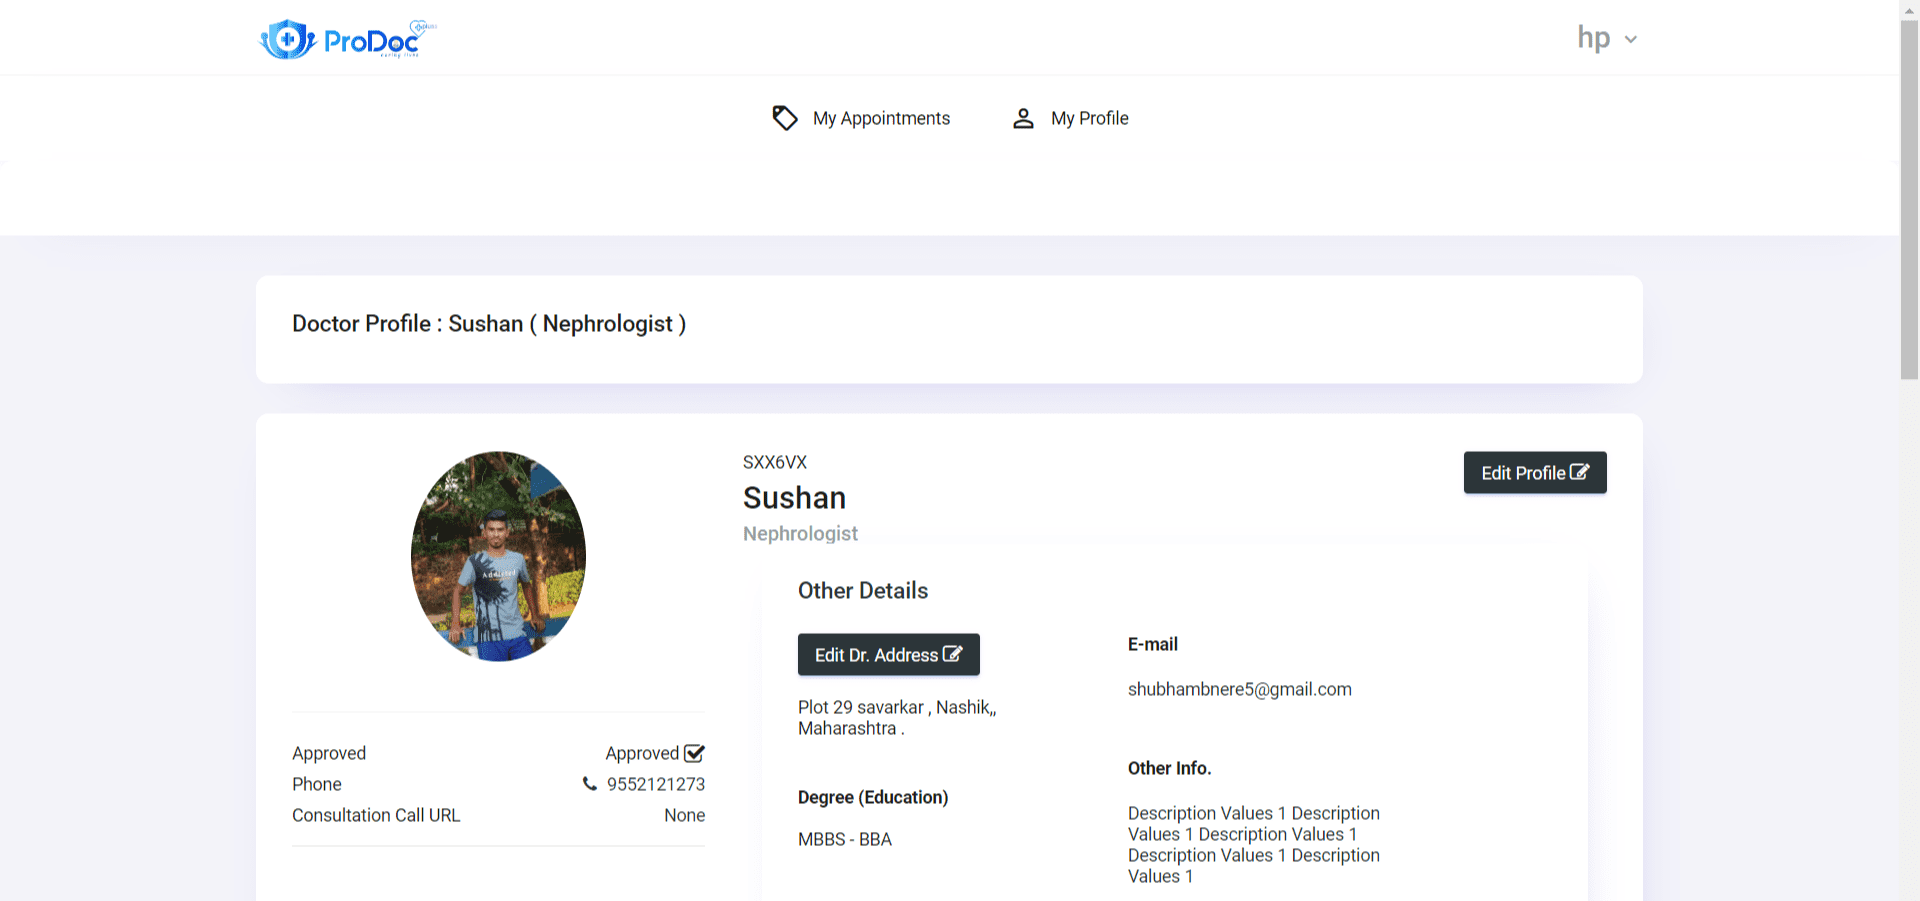 ProDoc
hp
My Appointments
My Profile
Doctor Profile : Sushan ( Nephrologist )
SXX6VX
Sushan
Nephrologist
Edit Profile
Addicted
Other Details
Edit Dr. Address
Plot 29 savarkar , Nashik,,
Maharashtra .
E-mail
shubhambnere5@gmail.com
Approved Approved
Phone 9552121273
Consultation Call URL None
Degree (Education)
MBBS - BBA
Other Info.
Description Values 1 Description
Values 1 Description Values 1
Description Values 1 Description
Values 1